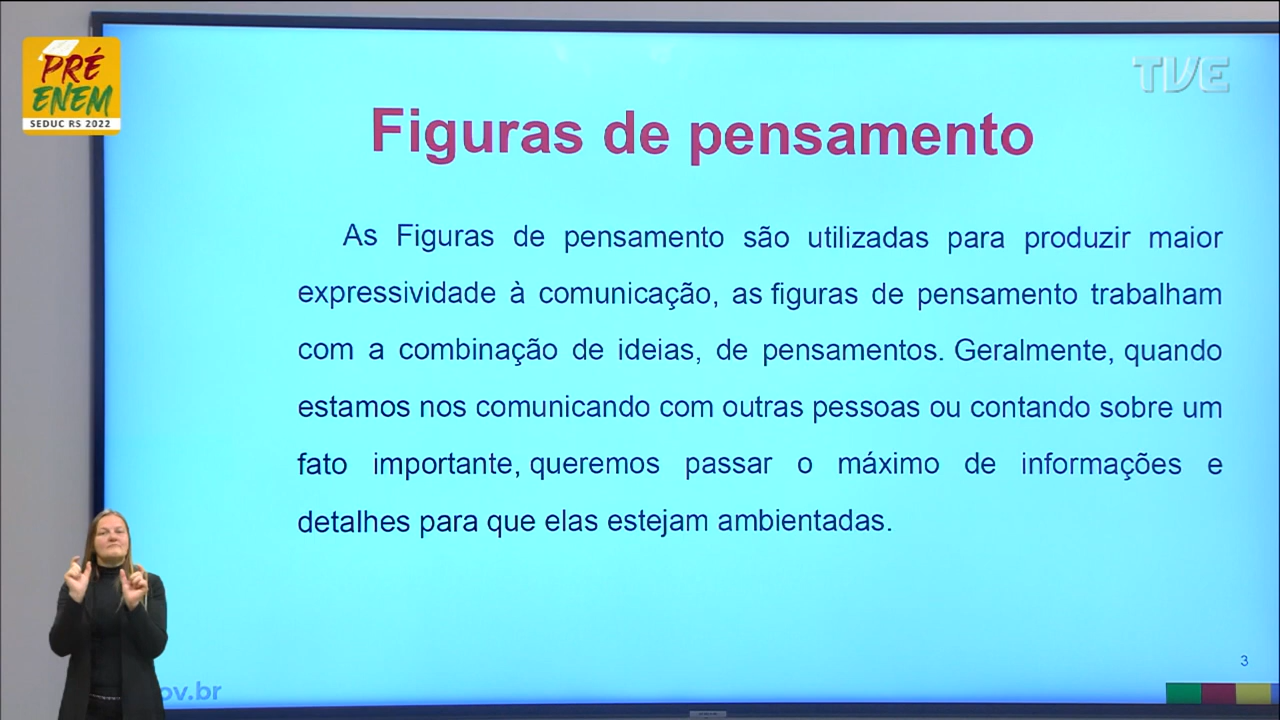 PRÉ
ENEM
SEDUC RS 2022
TVE
Figuras de pensamento
As Figuras de pensamento são utilizadas para produzir maior
expressividade à comunicação, as figuras de pensamento trabalham
com a combinação de ideias, de pensamentos. Geralmente, quando
estamos nos comunicando com outras pessoas ou contando sobre um
fato importante, queremos passar o máximo de informações e
detalhes para que elas estejam ambientadas.
3
ov.br